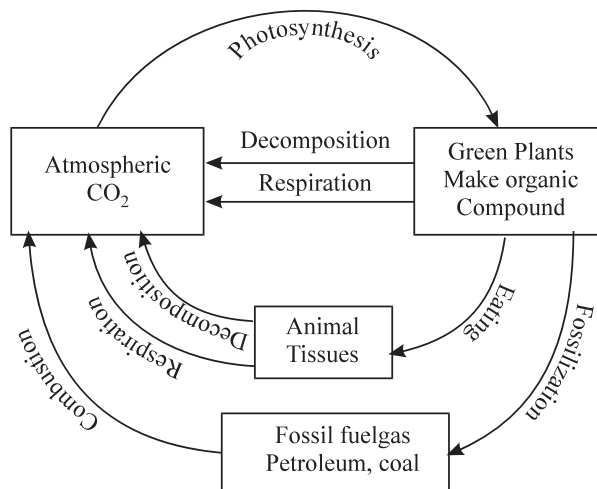 Photosynthesis
Atmospheric
CO₂
Decomposition
Respiration
Green Plants
Make organic
Compound
Decomposition
Respiration
Combustion
Animal
Tissues
Eating
Fossilization
Fossil fuelgas
Petroleum, coal